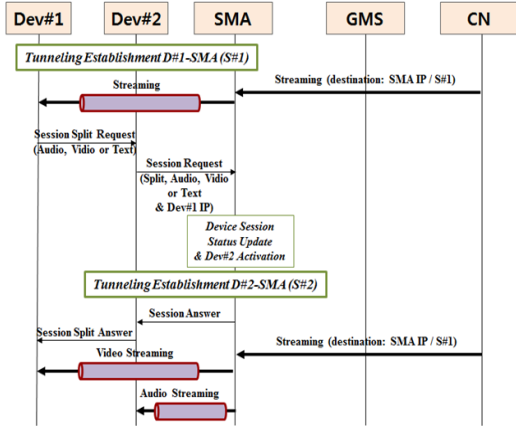 Dev#1 Dev#2 SMA GMS CN
Tunneling Establishment D#1-SMA (S#1)
Streaming
Streaming (destination: SMA IP / S#1)
Session Split Request
(Audio, Vidio or Text)
Session Request
(Split, Audio, Vidio
or Text
& Dev#1 IP)
Device Session
Status Update
& Dev#2 Activation
Tunneling Establishment D#2-SMA (S#2)
Session Answer
Session Split Answer
Streaming (destination: SMA IP / S#1)
Video Streaming
Audio Streaming